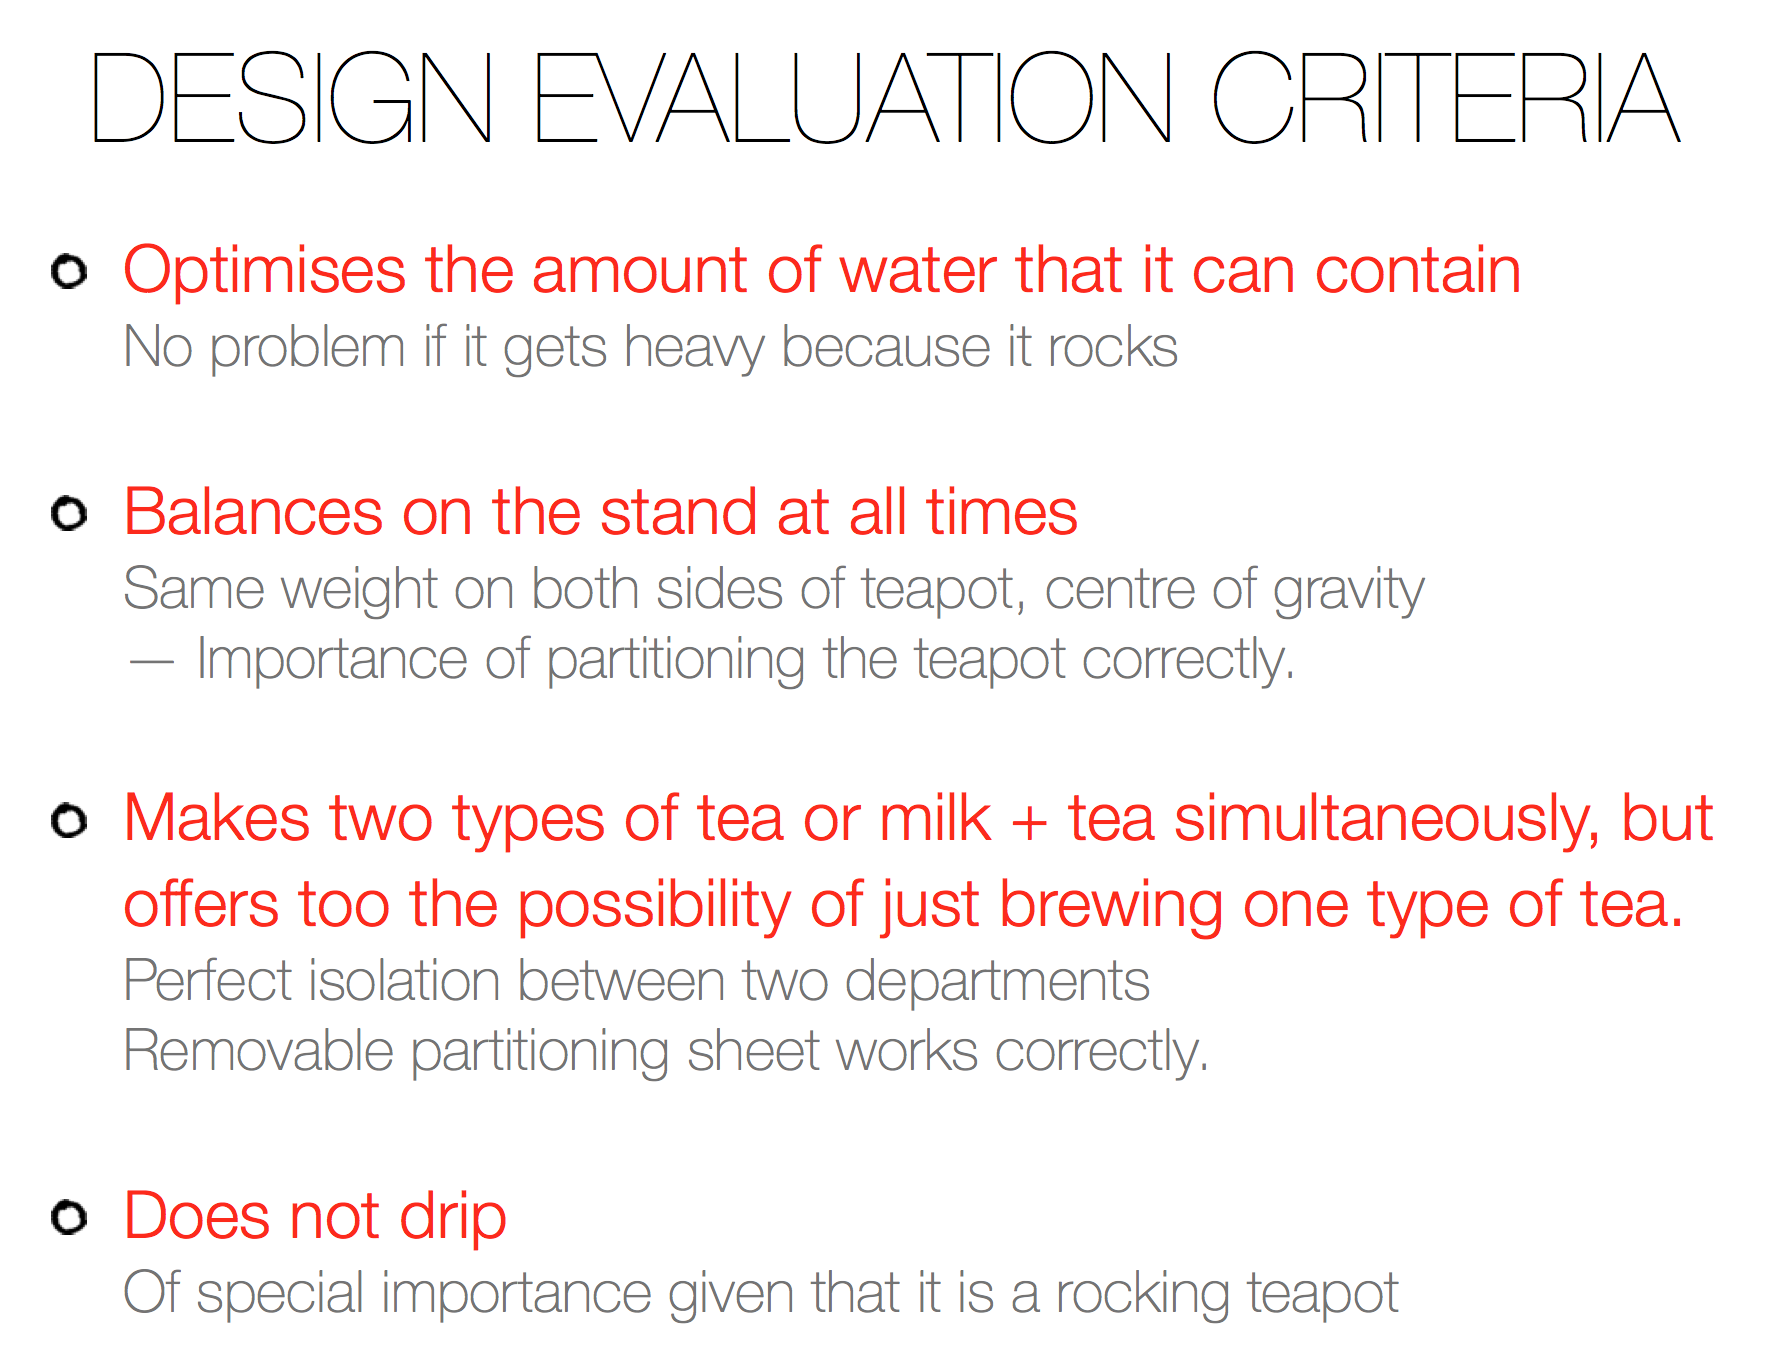 DESIGN EVALUATION CRITERIA
Optimises the amount of water that it can contain
No problem if it gets heavy because it rocks
Balances on the stand at all times
Same weight on both sides of teapot, centre of gravity
— Importance of partitioning the teapot correctly.
Makes two types of tea or milk + tea simultaneously, but
offers too the possibility of just brewing one type of tea.
Perfect isolation between two departments
Removable partitioning sheet works correctly.
Does not drip
Of special importance given that it is a rocking teapot